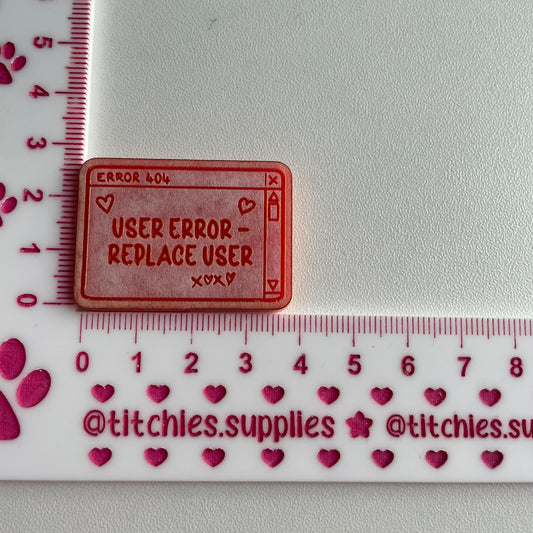 5
4
3
2
1
0
ERROR 404 X
USER ERROR –
REPLACE USER
X♡X♡
0 1 2 3 4 5 6 7 8
@titchies.supplies ★ @titchies.su